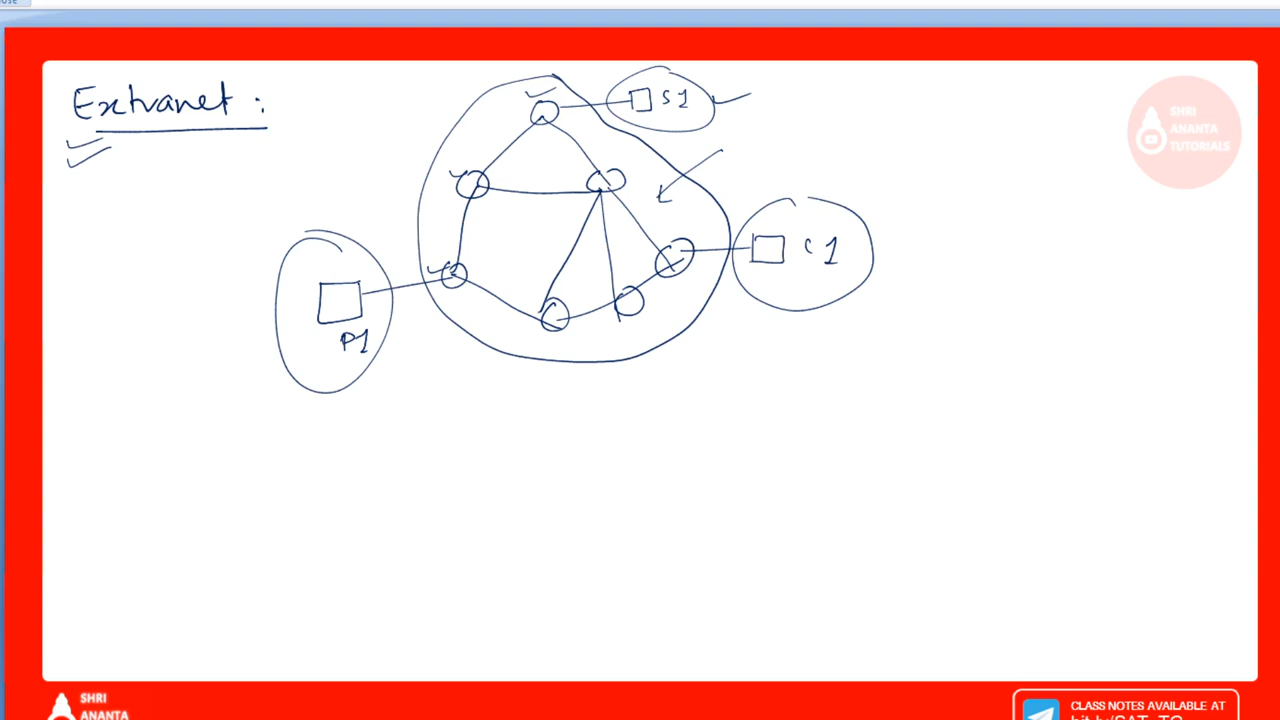 Extranet :
S1
C1
P1
SHRI
ANANTA
TUTORIALS
SHRI
ANANTA
CLASS NOTES AVAILABLE AT